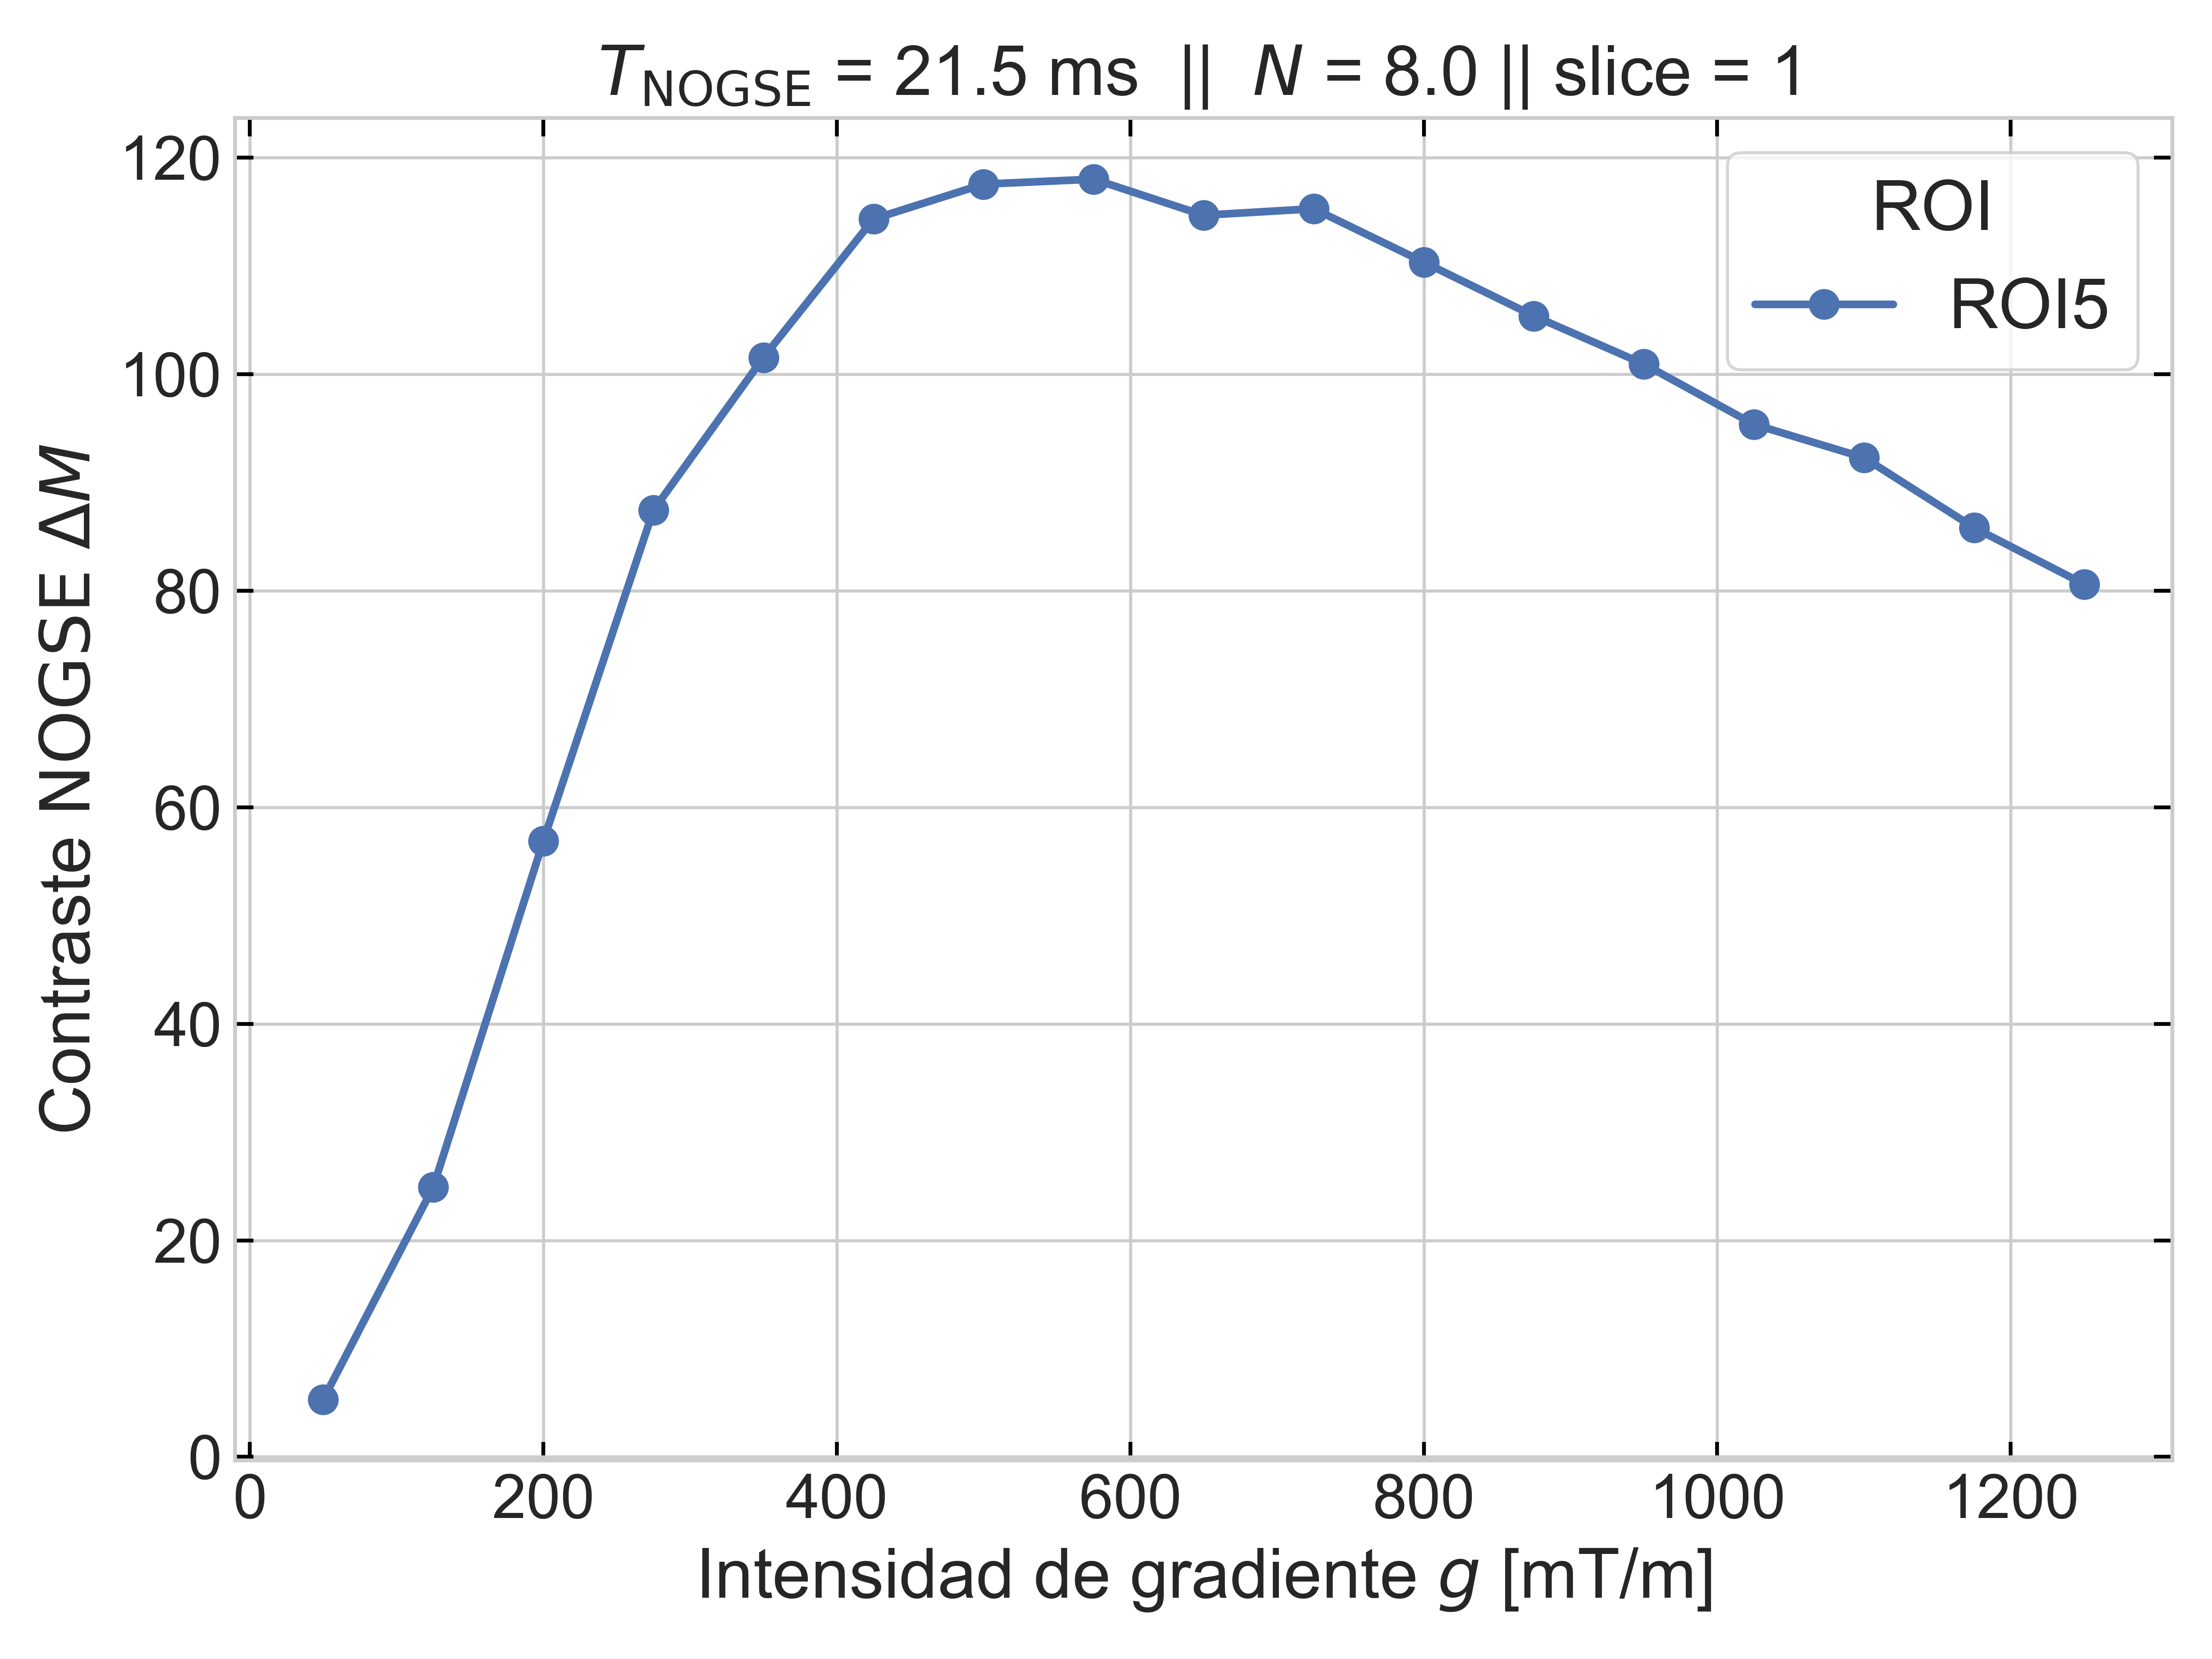 T_NOGSE = 21.5 ms || N = 8.0 || slice = 1
120
100
80
60
40
20
0
Contraste NOGSE ΔM
ROI
ROI5
0 200 400 600 800 1000 1200
Intensidad de gradiente g [mT/m]